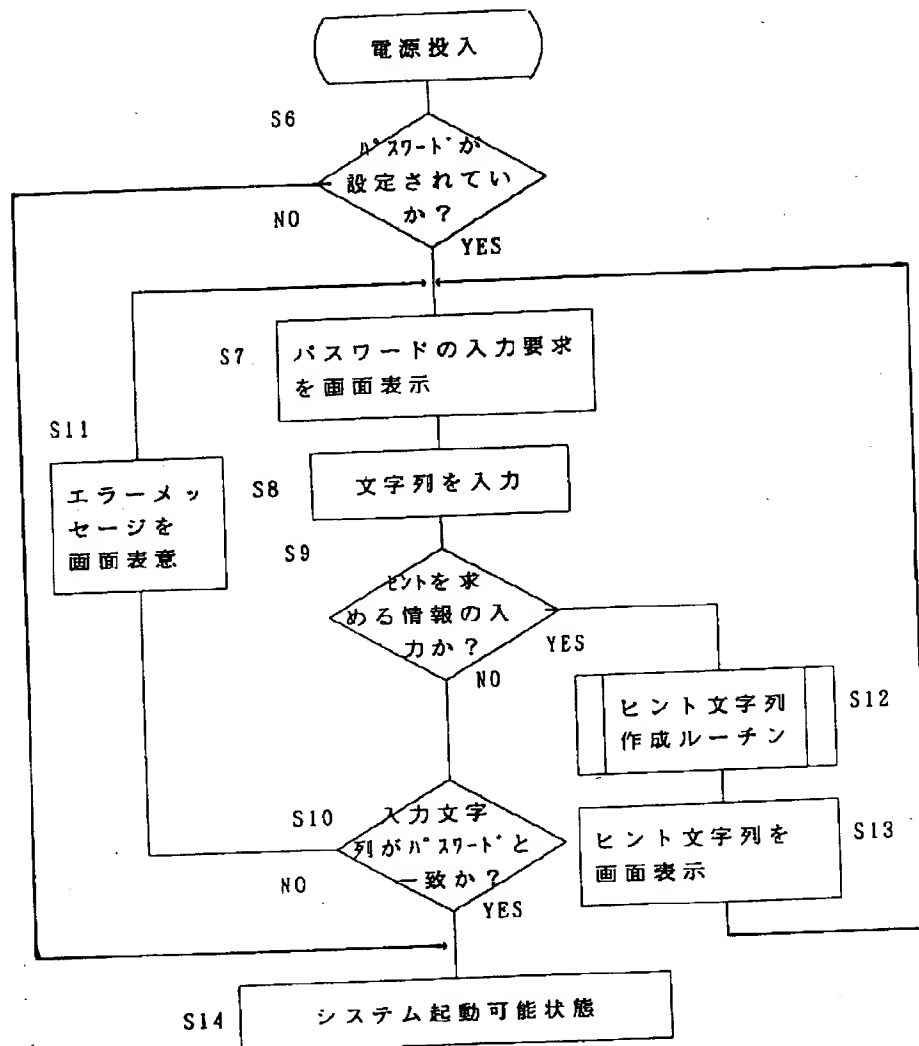 電源投入
S6
ﾊﾟｽﾜｰﾄﾞが
設定されてい
か？
NO
YES
S7
パスワードの入力要求
を画面表示
S11
エラーメッ
セージを
画面表意
S8
文字列を入力
S9
ﾋﾝﾄを求
める情報の入
力か？
YES
NO
S12
ヒント文字列
作成ルーチン
S10
入力文字
列がﾊﾟｽﾜｰﾄﾞと
一致か？
NO
YES
S13
ヒント文字列を
画面表示
S14
システム起動可能状態